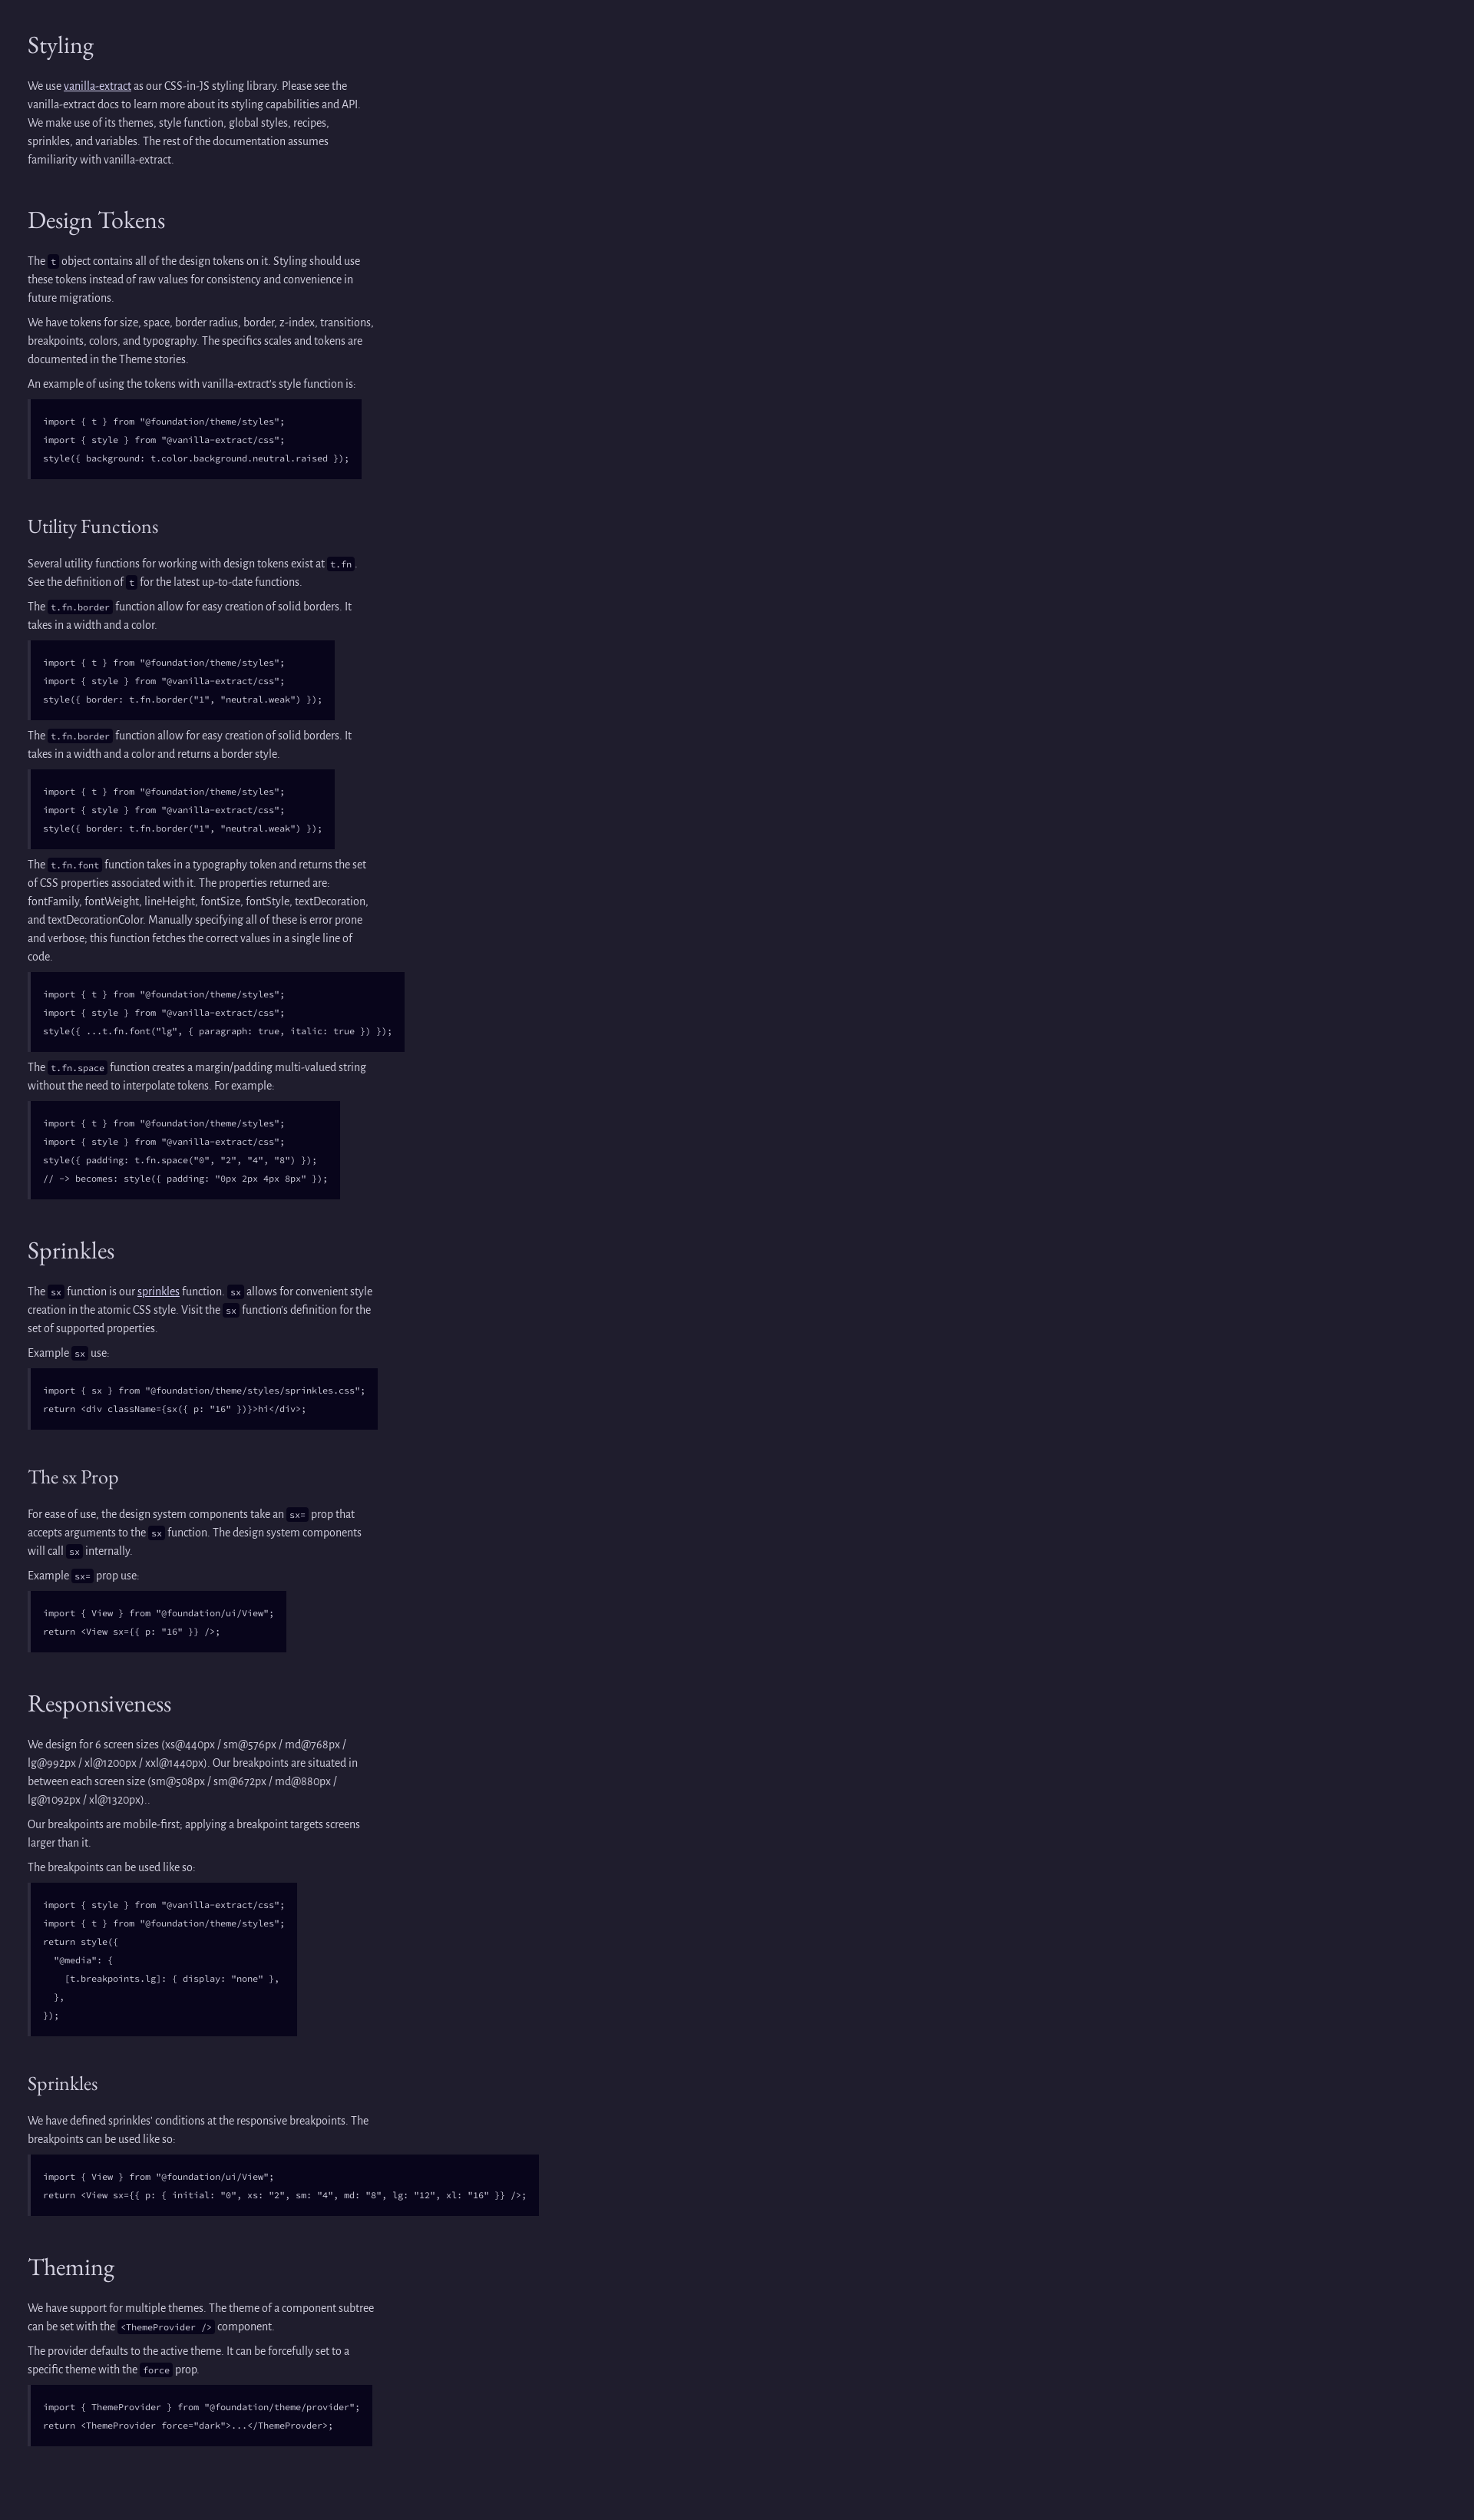 Styling
We use vanilla-extract as our CSS-in-JS styling library. Please see the
vanilla-extract docs to learn more about its styling capabilities and API.
We make use of its themes, style function, global styles, recipes,
sprinkles, and variables. The rest of the documentation assumes
familiarity with vanilla-extract.
Design Tokens
The t object contains all of the design tokens on it. Styling should use
these tokens instead of raw values for consistency and convenience in
future migrations.
We have tokens for size, space, border radius, border, z-index, transitions,
breakpoints, colors, and typography. The specifics scales and tokens are
documented in the Theme stories.
An example of using the tokens with vanilla-extract's style function is:
import { t } from "@foundation/theme/styles";
import { style } from "@vanilla-extract/css";
style({ background: t.color.background.neutral.raised });
Utility Functions
Several utility functions for working with design tokens exist at t.fn.
See the definition of t for the latest up-to-date functions.
The t.fn.border function allow for easy creation of solid borders. It
takes in a width and a color.
import { t } from "@foundation/theme/styles";
import { style } from "@vanilla-extract/css";
style({ border: t.fn.border("1", "neutral.weak") });
The t.fn.border function allow for easy creation of solid borders. It
takes in a width and a color and returns a border style.
import { t } from "@foundation/theme/styles";
import { style } from "@vanilla-extract/css";
style({ border: t.fn.border("1", "neutral.weak") });
The t.fn.font function takes in a typography token and returns the set
of CSS properties associated with it. The properties returned are:
fontFamily, fontWeight, lineHeight, fontSize, fontStyle, textDecoration,
and textDecorationColor. Manually specifying all of these is error prone
and verbose; this function fetches the correct values in a single line of
code.
import { t } from "@foundation/theme/styles";
import { style } from "@vanilla-extract/css";
style({ ...t.fn.font("lg", { paragraph: true, italic: true }) });
The t.fn.space function creates a margin/padding multi-valued string
without the need to interpolate tokens. For example:
import { t } from "@foundation/theme/styles";
import { style } from "@vanilla-extract/css";
style({ padding: t.fn.space("0", "2", "4", "8") });
// -> becomes: style({ padding: "0px 2px 4px 8px" });
Sprinkles
The sx function is our sprinkles function. sx allows for convenient style
creation in the atomic CSS style. Visit the sx function's definition for the
set of supported properties.
Example sx use:
import { sx } from "@foundation/theme/styles/sprinkles.css";
return <div className={sx({ p: "16" })}>hi</div>;
The sx Prop
For ease of use, the design system components take an sx= prop that
accepts arguments to the sx function. The design system components
will call sx internally.
Example sx= prop use:
import { View } from "@foundation/ui/View";
return <View sx={{ p: "16" }} />;
Responsiveness
We design for 6 screen sizes (xs@440px / sm@576px / md@768px /
lg@992px / xl@1200px / xxl@1440px). Our breakpoints are situated in
between each screen size (sm@508px / sm@672px / md@880px /
lg@1092px / xl@1320px)..
Our breakpoints are mobile-first; applying a breakpoint targets screens
larger than it.
The breakpoints can be used like so:
import { style } from "@vanilla-extract/css";
import { t } from "@foundation/theme/styles";
return style({
  "@media": {
    [t.breakpoints.lg]: { display: "none" },
  },
});
Sprinkles
We have defined sprinkles' conditions at the responsive breakpoints. The
breakpoints can be used like so:
import { View } from "@foundation/ui/View";
return <View sx={{ p: { initial: "0", xs: "2", sm: "4", md: "8", lg: "12", xl: "16" }} />;
Theming
We have support for multiple themes. The theme of a component subtree
can be set with the <ThemeProvider /> component.
The provider defaults to the active theme. It can be forcefully set to a
specific theme with the force prop.
import { ThemeProvider } from "@foundation/theme/provider";
return <ThemeProvider force="dark">...</ThemeProvder>;